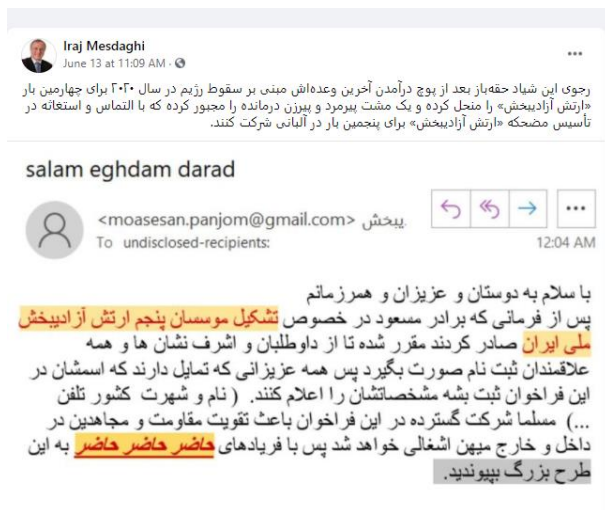 Iraj Mesdaghi
June 13 at 11:09 AM ·
رجوی این شیاد حقه‌باز بعد از پوچ درآمدن آخرین وعده‌اش مبنی بر سقوط رژیم در سال ۲۰۲۰ برای چهارمین بار
«ارتش آزادیبخش» را منحل کرده و یک مشت پیرمرد و پیرزن درمانده را مجبور کرده که با التماس و استغاثه در
تأسیس مضحکه «ارتش آزادیبخش» برای پنجمین بار در آلبانی شرکت کنند.
salam eghdam darad
یبخش <moasesan.panjom@gmail.com>
To undisclosed-recipients:
12:04 AM
با سلام به دوستان و عزیزان و همرزمانم
پس از فرمانی که برادر مسعود در خصوص تشکیل موسسان پنجم ارتش آزادیبخش
ملی ایران صادر کردند مقرر شده تا از داوطلبان و اشرف نشان ها و همه
علاقمندان ثبت نام صورت بگیرد پس همه عزیزانی که تمایل دارند که اسمشان در
این فراخوان ثبت بشه مشخصاتشان را اعلام کنند. ( نام و شهرت کشور تلفن
...) مسلما شرکت گسترده در این فراخوان باعث تقویت مقاومت و مجاهدین در
داخل و خارج میهن اشغالی خواهد شد پس با فریادهای حاضر حاضر حاضر به این
طرح بزرگ بپیوندید.